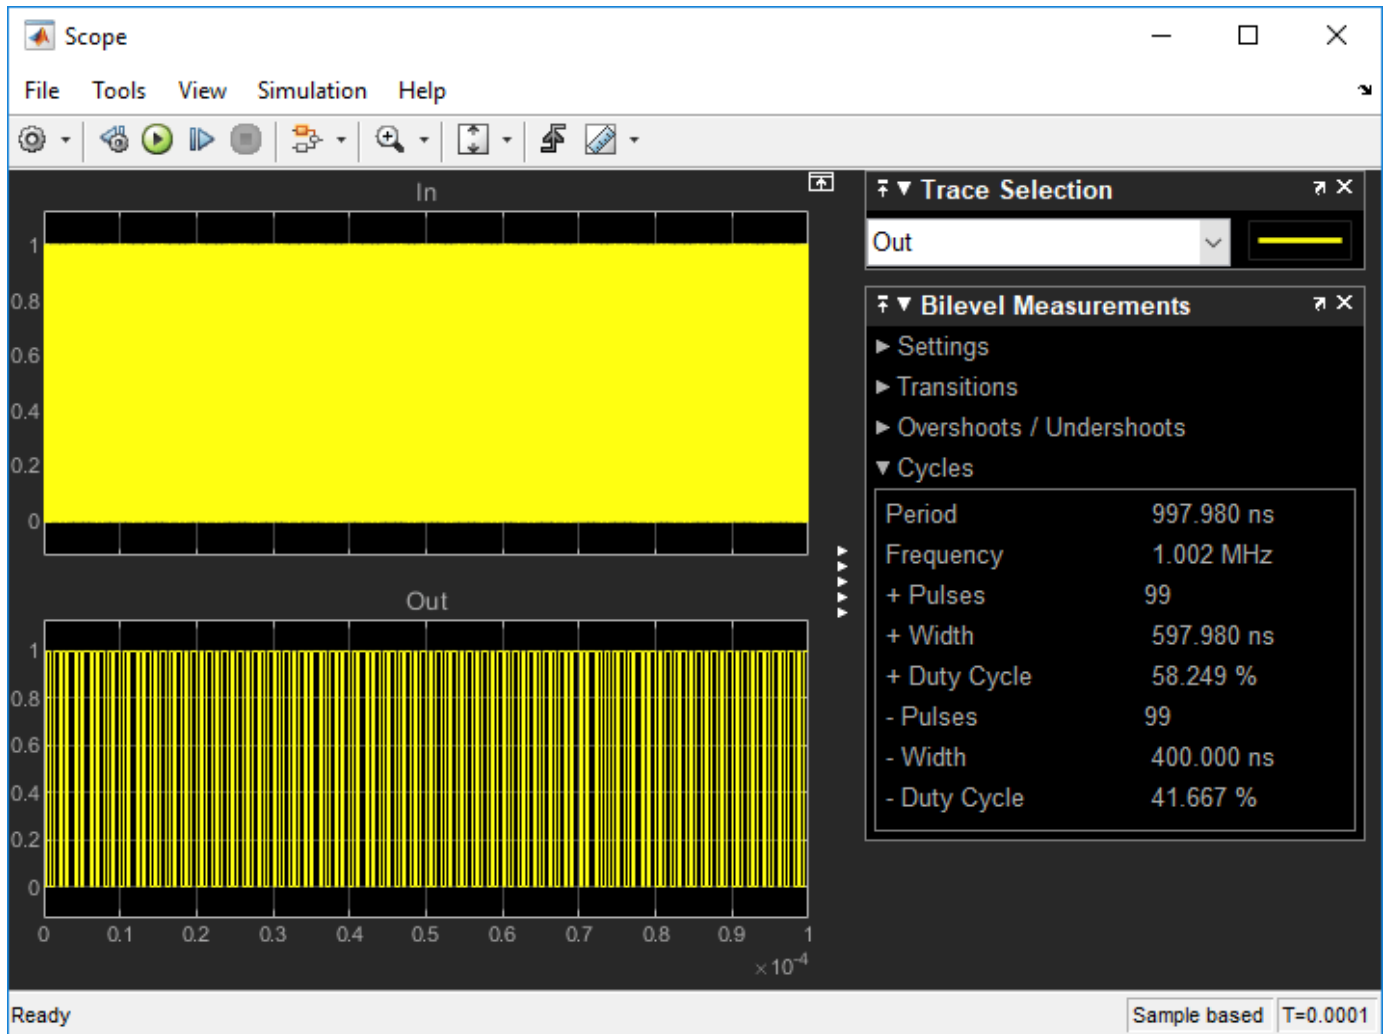 Scope
File Tools View Simulation Help
In
1
0.8
0.6
0.4
0.2
0
Out
1
0.8
0.6
0.4
0.2
0
0 0.1 0.2 0.3 0.4 0.5 0.6 0.7 0.8 0.9 1
×10-4
Trace Selection
Out
Bilevel Measurements
Settings
Transitions
Overshoots / Undershoots
Cycles
Period 997.980 ns
Frequency 1.002 MHz
+ Pulses 99
+ Width 597.980 ns
+ Duty Cycle 58.249 %
- Pulses 99
- Width 400.000 ns
- Duty Cycle 41.667 %
Ready Sample based T=0.0001